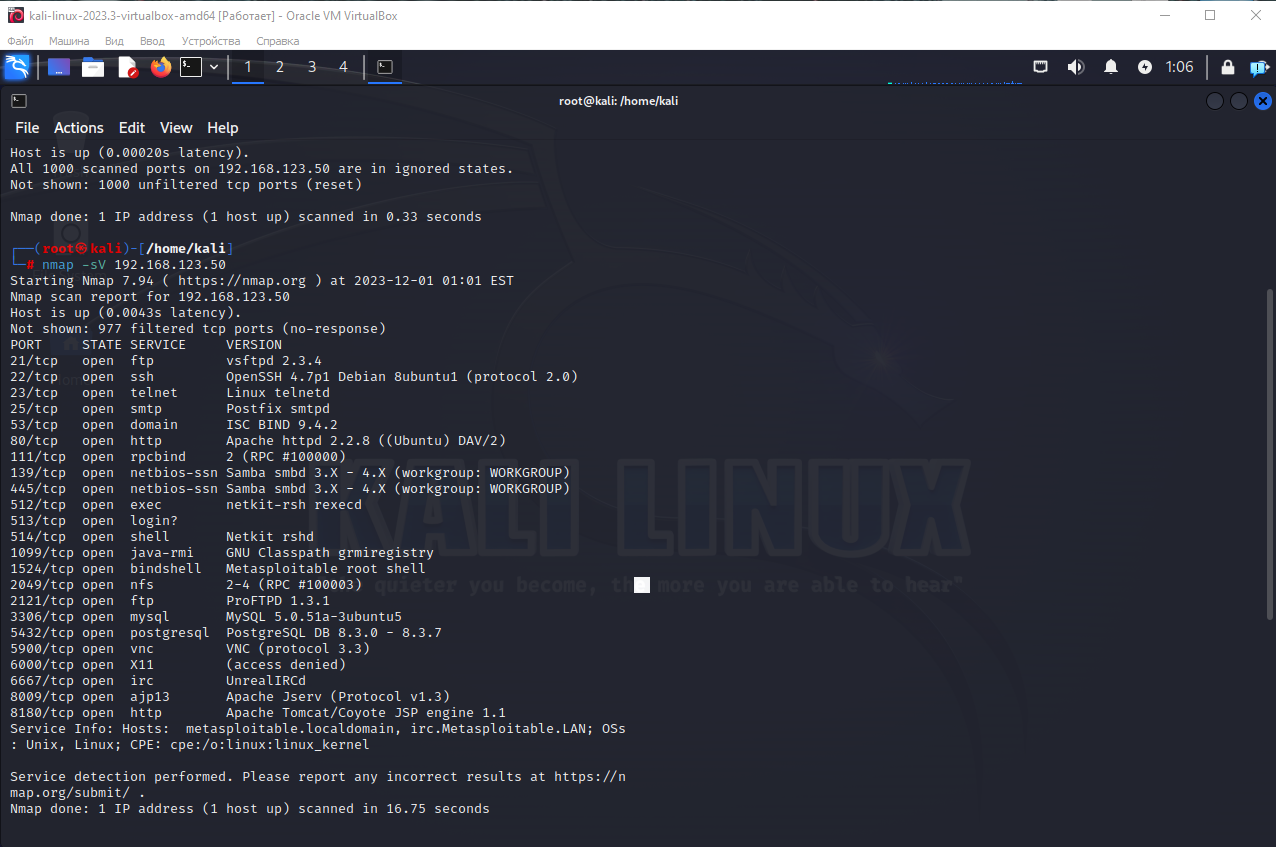 kali-linux-2023.3-virtualbox-amd64 [Работает] - Oracle VM VirtualBox
Файл Машина Вид Ввод Устройства Справка
1 2 3 4 1:06
root@kali: /home/kali
File Actions Edit View Help
Host is up (0.00020s latency).
All 1000 scanned ports on 192.168.123.50 are in ignored states.
Not shown: 1000 unfiltered tcp ports (reset)
Nmap done: 1 IP address (1 host up) scanned in 0.33 seconds
┌──(root㉿kali)-[/home/kali]
└─# nmap -sV 192.168.123.50
Starting Nmap 7.94 ( https://nmap.org ) at 2023-12-01 01:01 EST
Nmap scan report for 192.168.123.50
Host is up (0.0043s latency).
Not shown: 977 filtered tcp ports (no-response)
PORT STATE SERVICE VERSION
21/tcp open ftp vsftpd 2.3.4
22/tcp open ssh OpenSSH 4.7p1 Debian 8ubuntu1 (protocol 2.0)
23/tcp open telnet Linux telnetd
25/tcp open smtp Postfix smtpd
53/tcp open domain ISC BIND 9.4.2
80/tcp open http Apache httpd 2.2.8 ((Ubuntu) DAV/2)
111/tcp open rpcbind 2 (RPC #100000)
139/tcp open netbios-ssn Samba smbd 3.X - 4.X (workgroup: WORKGROUP)
445/tcp open netbios-ssn Samba smbd 3.X - 4.X (workgroup: WORKGROUP)
512/tcp open exec netkit-rsh rexecd
513/tcp open login?
514/tcp open shell Netkit rshd
1099/tcp open java-rmi GNU Classpath grmiregistry
1524/tcp open bindshell Metasploitable root shell
2049/tcp open nfs 2-4 (RPC #100003)
2121/tcp open ftp ProFTPD 1.3.1
3306/tcp open mysql MySQL 5.0.51a-3ubuntu5
5432/tcp open postgresql PostgreSQL DB 8.3.0 - 8.3.7
5900/tcp open vnc VNC (protocol 3.3)
6000/tcp open X11 (access denied)
6667/tcp open irc UnrealIRCd
8009/tcp open ajp13 Apache Jserv (Protocol v1.3)
8180/tcp open http Apache Tomcat/Coyote JSP engine 1.1
Service Info: Hosts:  metasploitable.localdomain, irc.Metasploitable.LAN; OSs
: Unix, Linux; CPE: cpe:/o:linux:linux_kernel
Service detection performed. Please report any incorrect results at https://n
map.org/submit/ .
Nmap done: 1 IP address (1 host up) scanned in 16.75 seconds
KALI LINUX
quieter you become, the more you are able to hear"